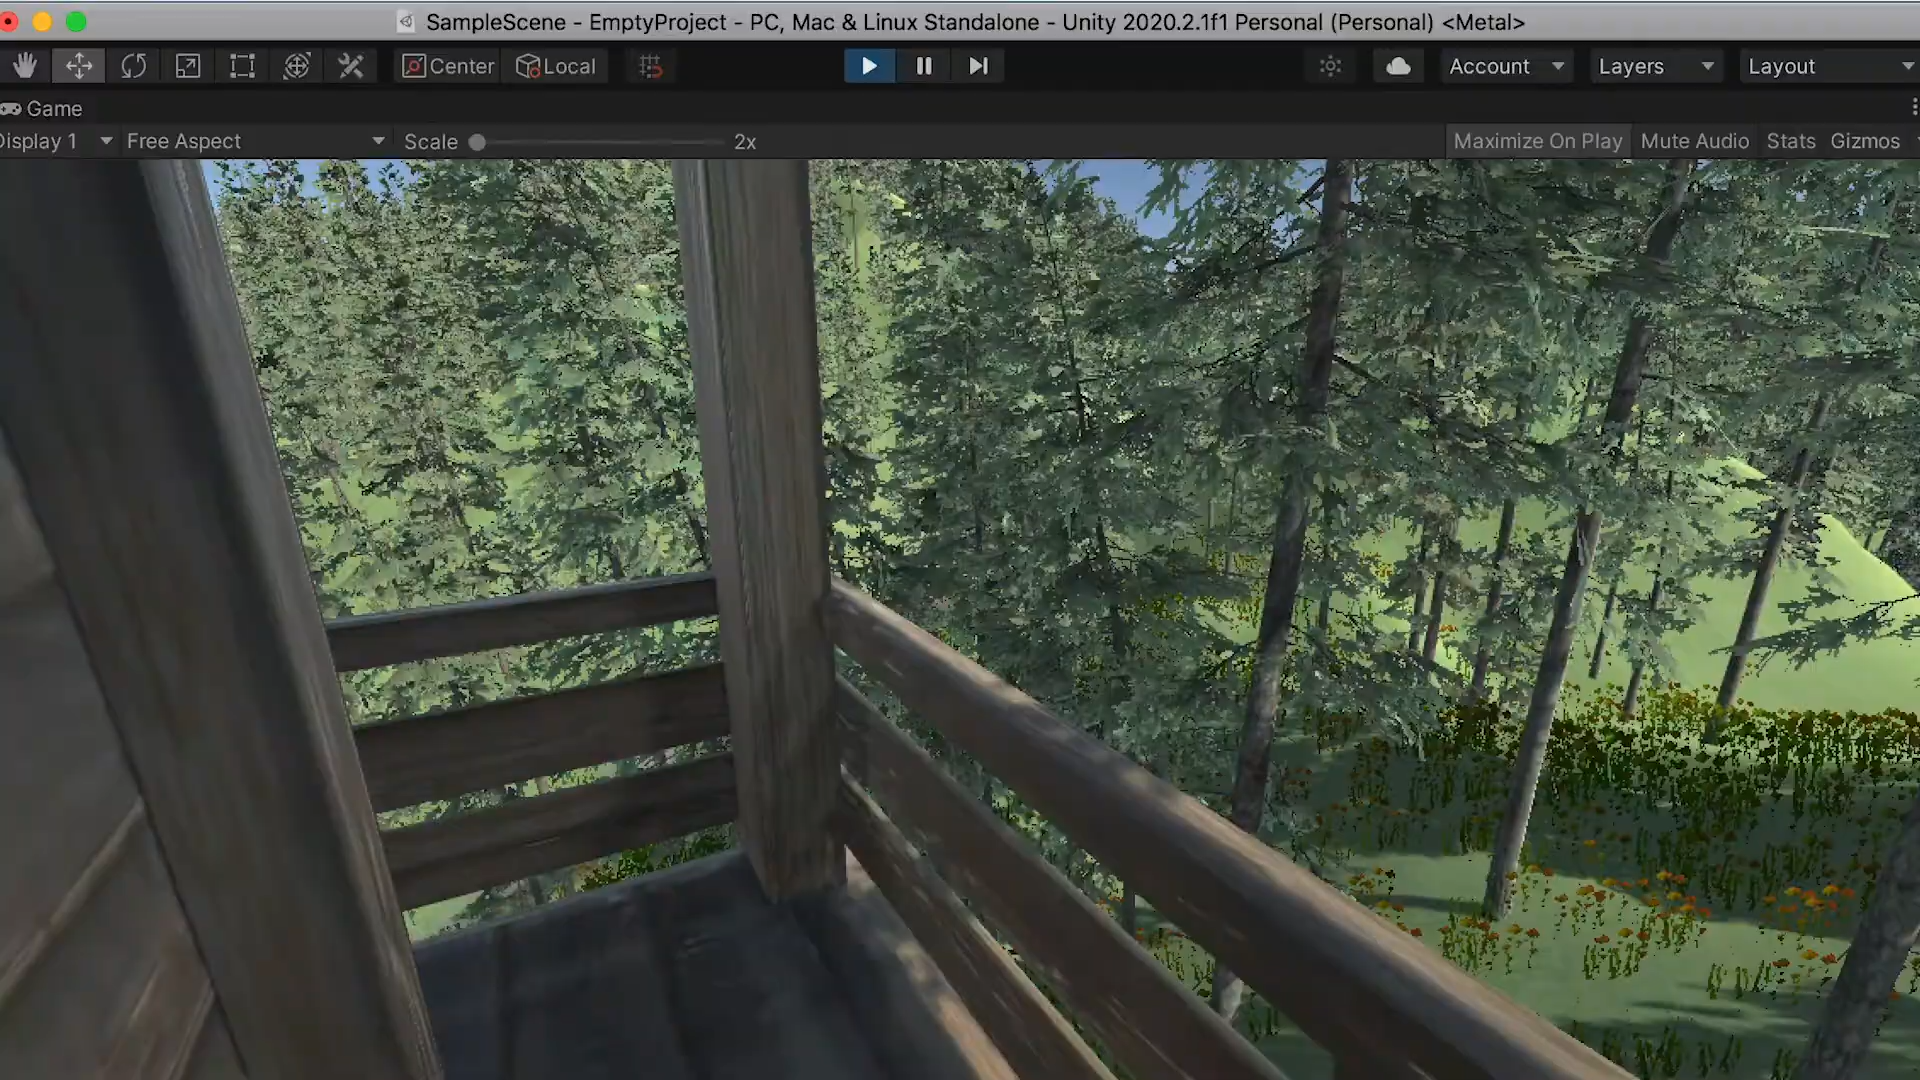 SampleScene - EmptyProject - PC, Mac & Linux Standalone - Unity 2020.2.1f1 Personal (Personal) <Metal>
Center Local Account Layers Layout
Game
Display 1 Free Aspect Scale 2x Maximize On Play Mute Audio Stats Gizmos